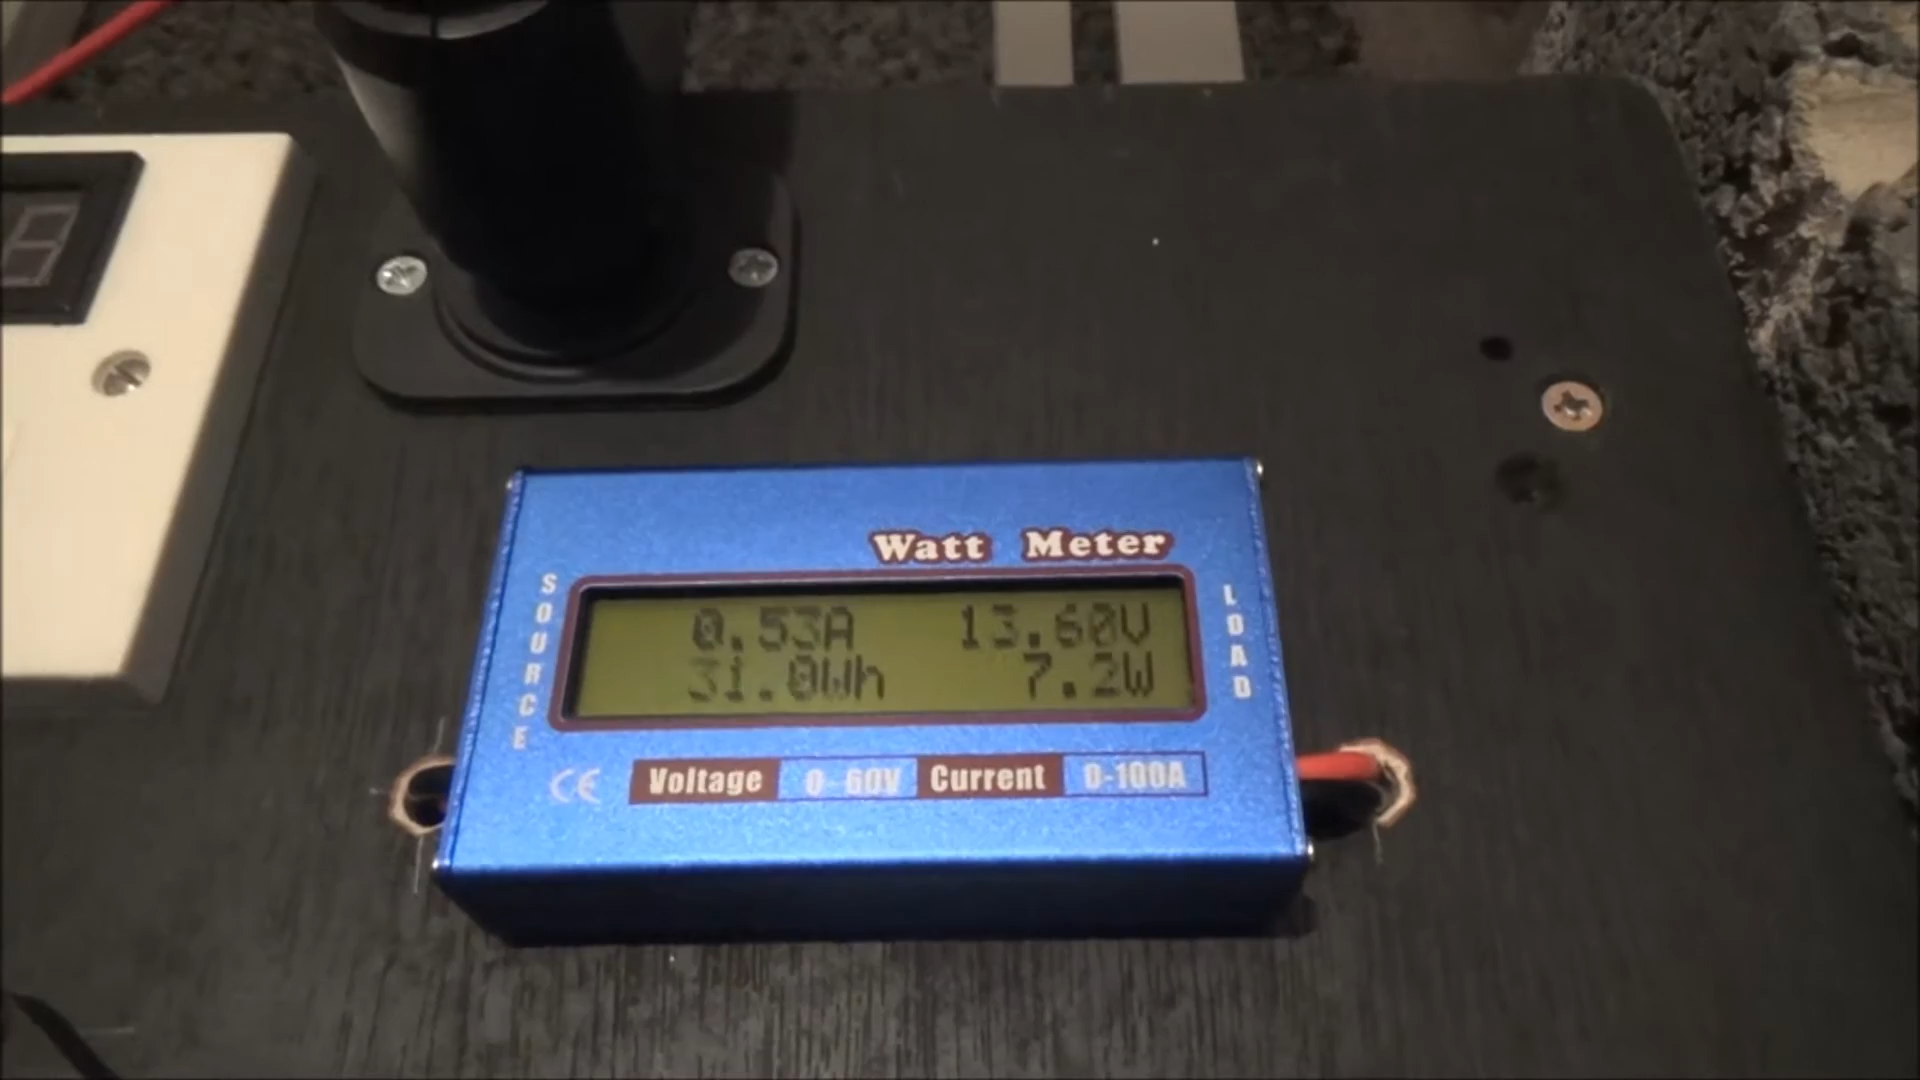 Watt Meter
SOURCE
0.53A 13.60V
31.0Wh 7.2W
LOAD
CE Voltage 0-60V Current 0-100A